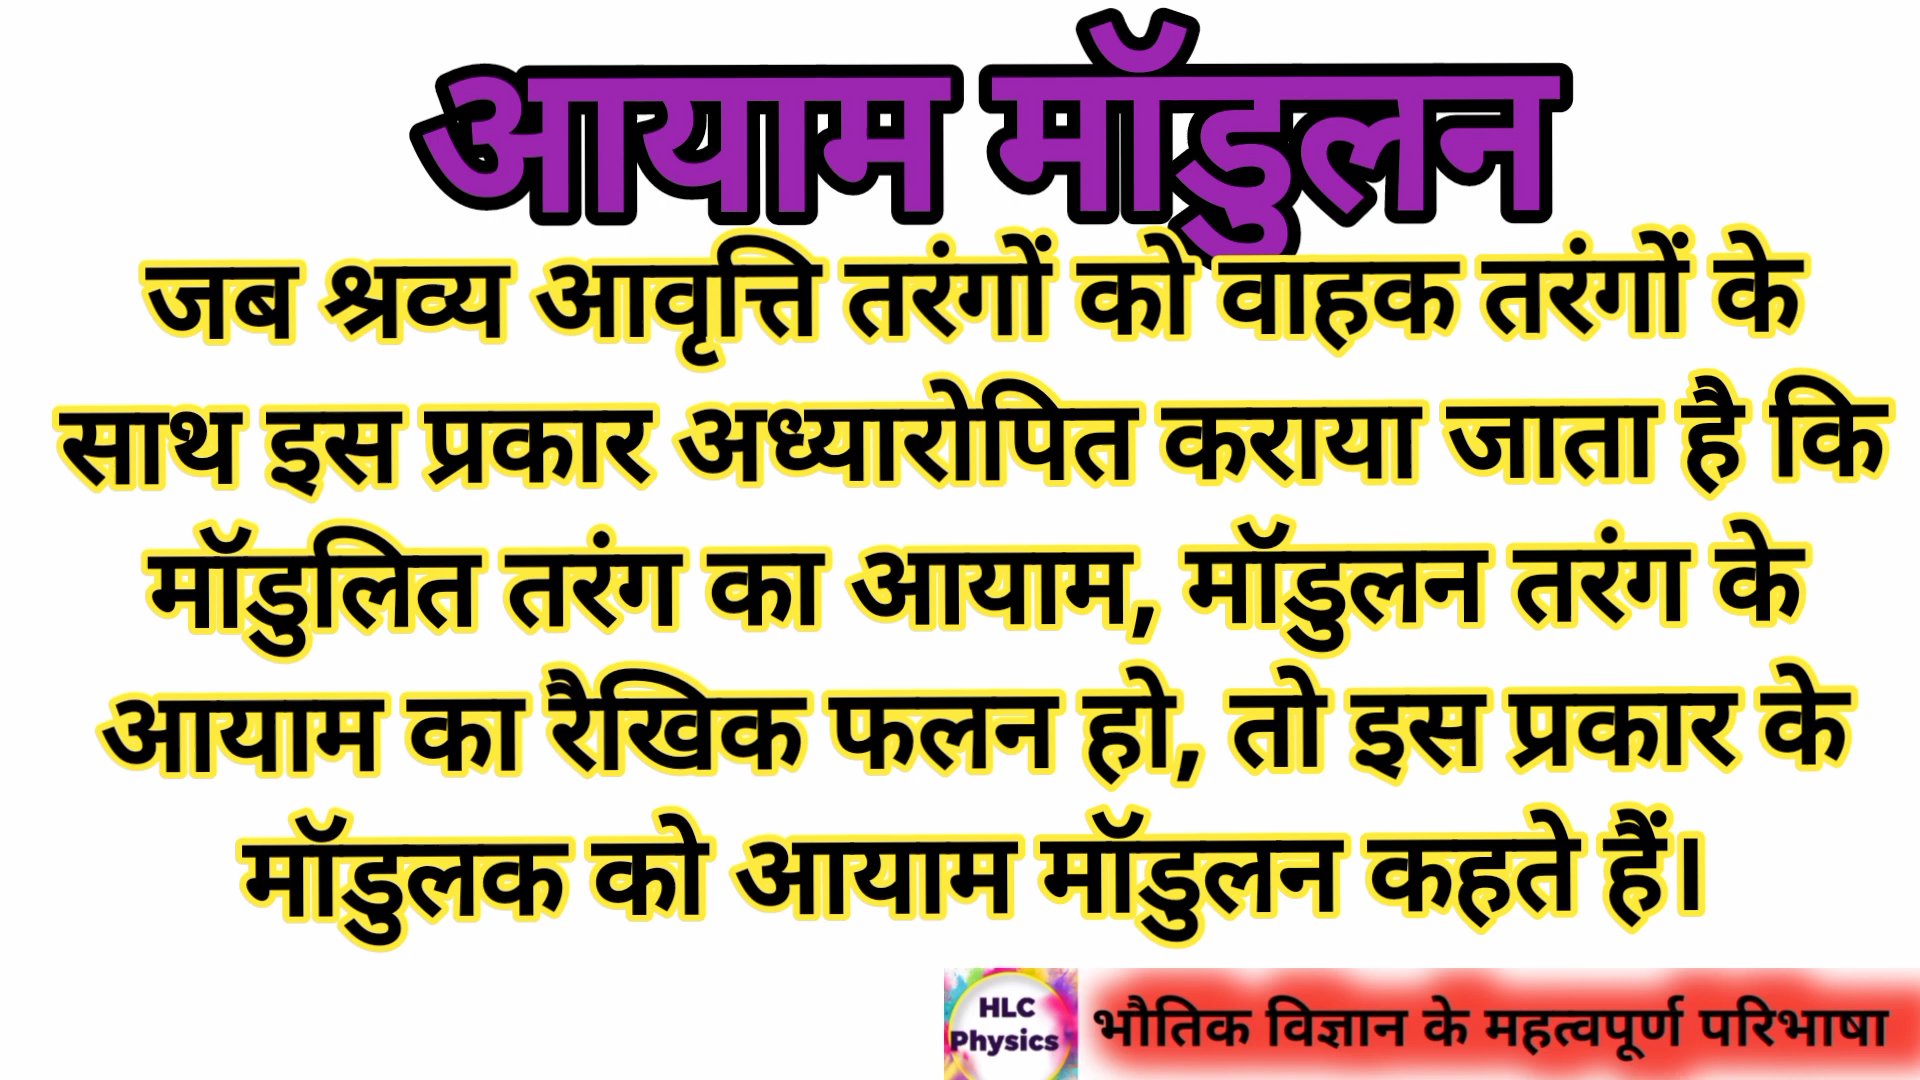 आयाम मॉडुलन
जब श्रव्य आवृत्ति तरंगों को वाहक तरंगों के
साथ इस प्रकार अध्यारोपित कराया जाता है कि
मॉडुलित तरंग का आयाम, मॉडुलन तरंग के
आयाम का रैखिक फलन हो, तो इस प्रकार के
मॉडुलक को आयाम मॉडुलन कहते हैं।
HLC
Physics
भौतिक विज्ञान के महत्वपूर्ण परिभाषा